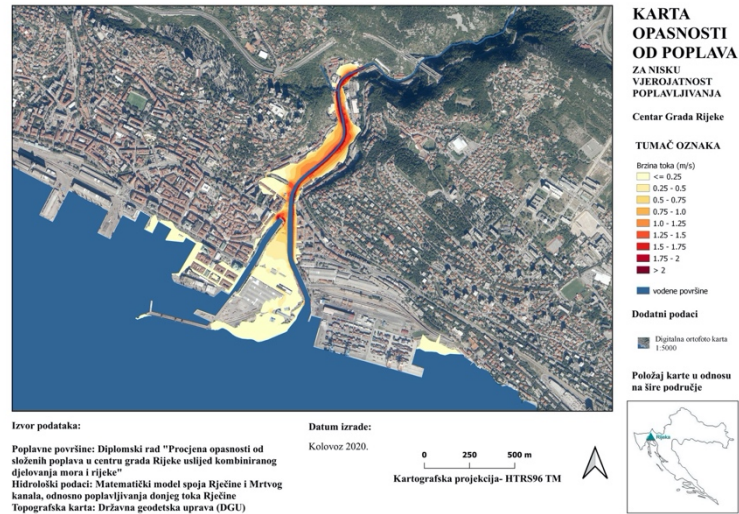 KARTA
OPASNOSTI
OD POPLAVA
ZA NISKU
VJEROJATNOST
POPLAVLJIVANJA
Centar Grada Rijeke
TUMAČ OZNAKA
Brzina toka (m/s)
<= 0.25
0.25 - 0.5
0.5 - 0.75
0.75 - 1.0
1.0 - 1.25
1.25 - 1.5
1.5 - 1.75
1.75 - 2
> 2
vodene površine
Dodatni podaci
Digitalna ortofoto karta
1:5000
Položaj karte u odnosu
na šire područje
Rijeka
Izvor podataka:
Poplavne površine: Diplomski rad "Procjena opasnosti od
složenih poplava u centru grada Rijeke uslijed kombiniranog
djelovanja mora i rijeke"
Hidrološki podaci: Matematički model spoja Rječine i Mrtvog
kanala, odnosno poplavljivanja donjeg toka Rječine
Topografska karta: Državna geodetska uprava (DGU)
Datum izrade:
Kolovoz 2020.
0 250 500 m
Kartografska projekcija- HTRS96 TM